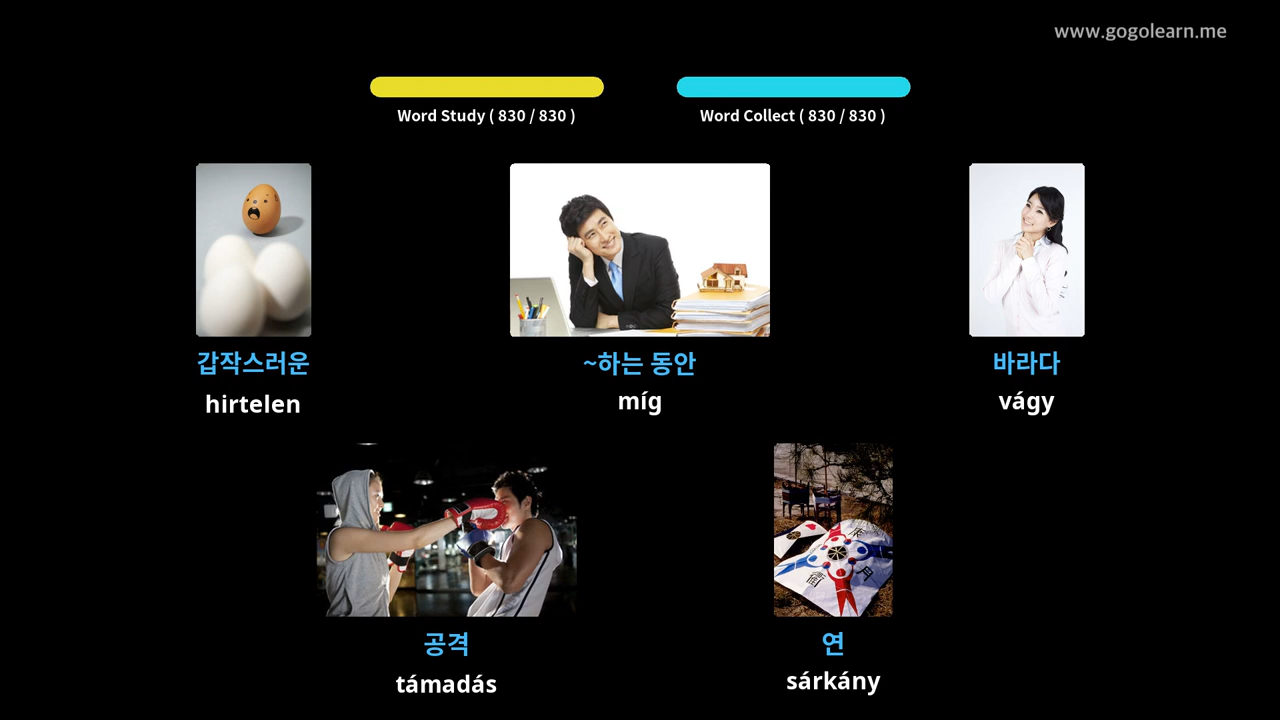 www.gogolearn.me
Word Study ( 830 / 830 )
Word Collect ( 830 / 830 )
갑작스러운
hirtelen
~하는 동안
míg
바라다
vágy
공격
támadás
연
sárkány